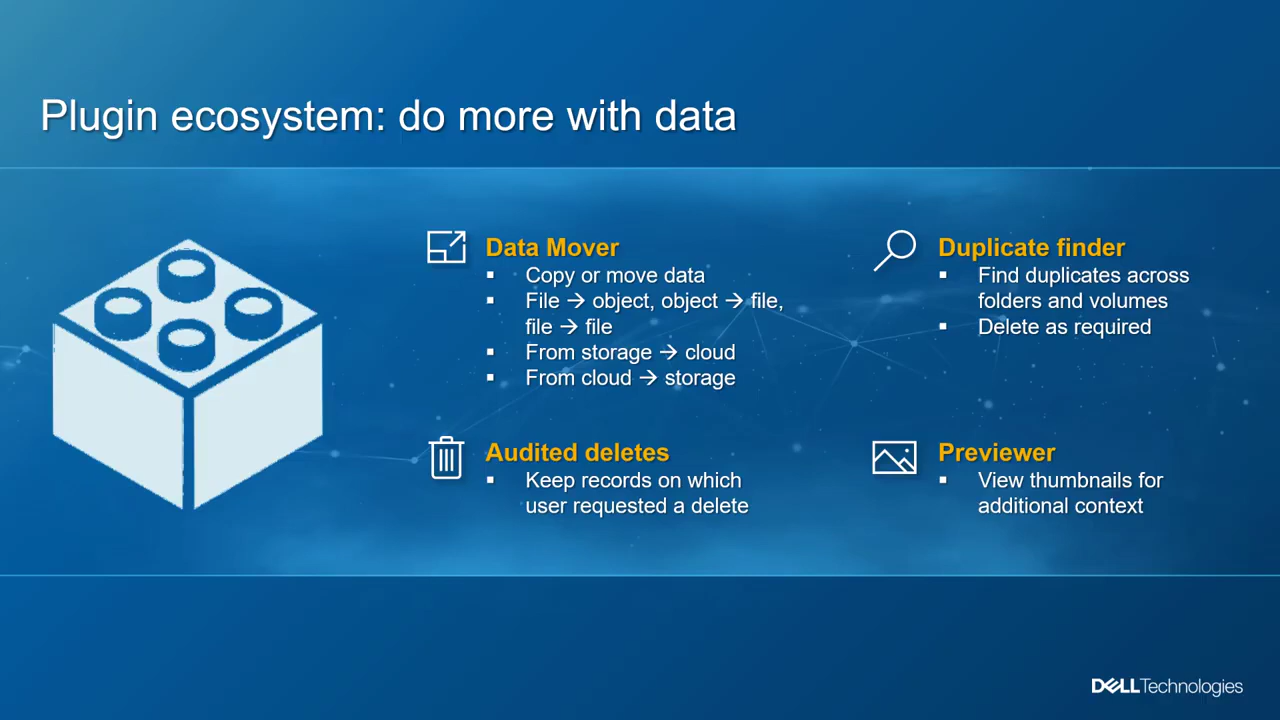 Plugin ecosystem: do more with data
Data Mover
▪ Copy or move data
▪ File → object, object → file,
file → file
▪ From storage → cloud
▪ From cloud → storage
Duplicate finder
▪ Find duplicates across
folders and volumes
▪ Delete as required
Audited deletes
▪ Keep records on which
user requested a delete
Previewer
▪ View thumbnails for
additional context
DELLTechnologies